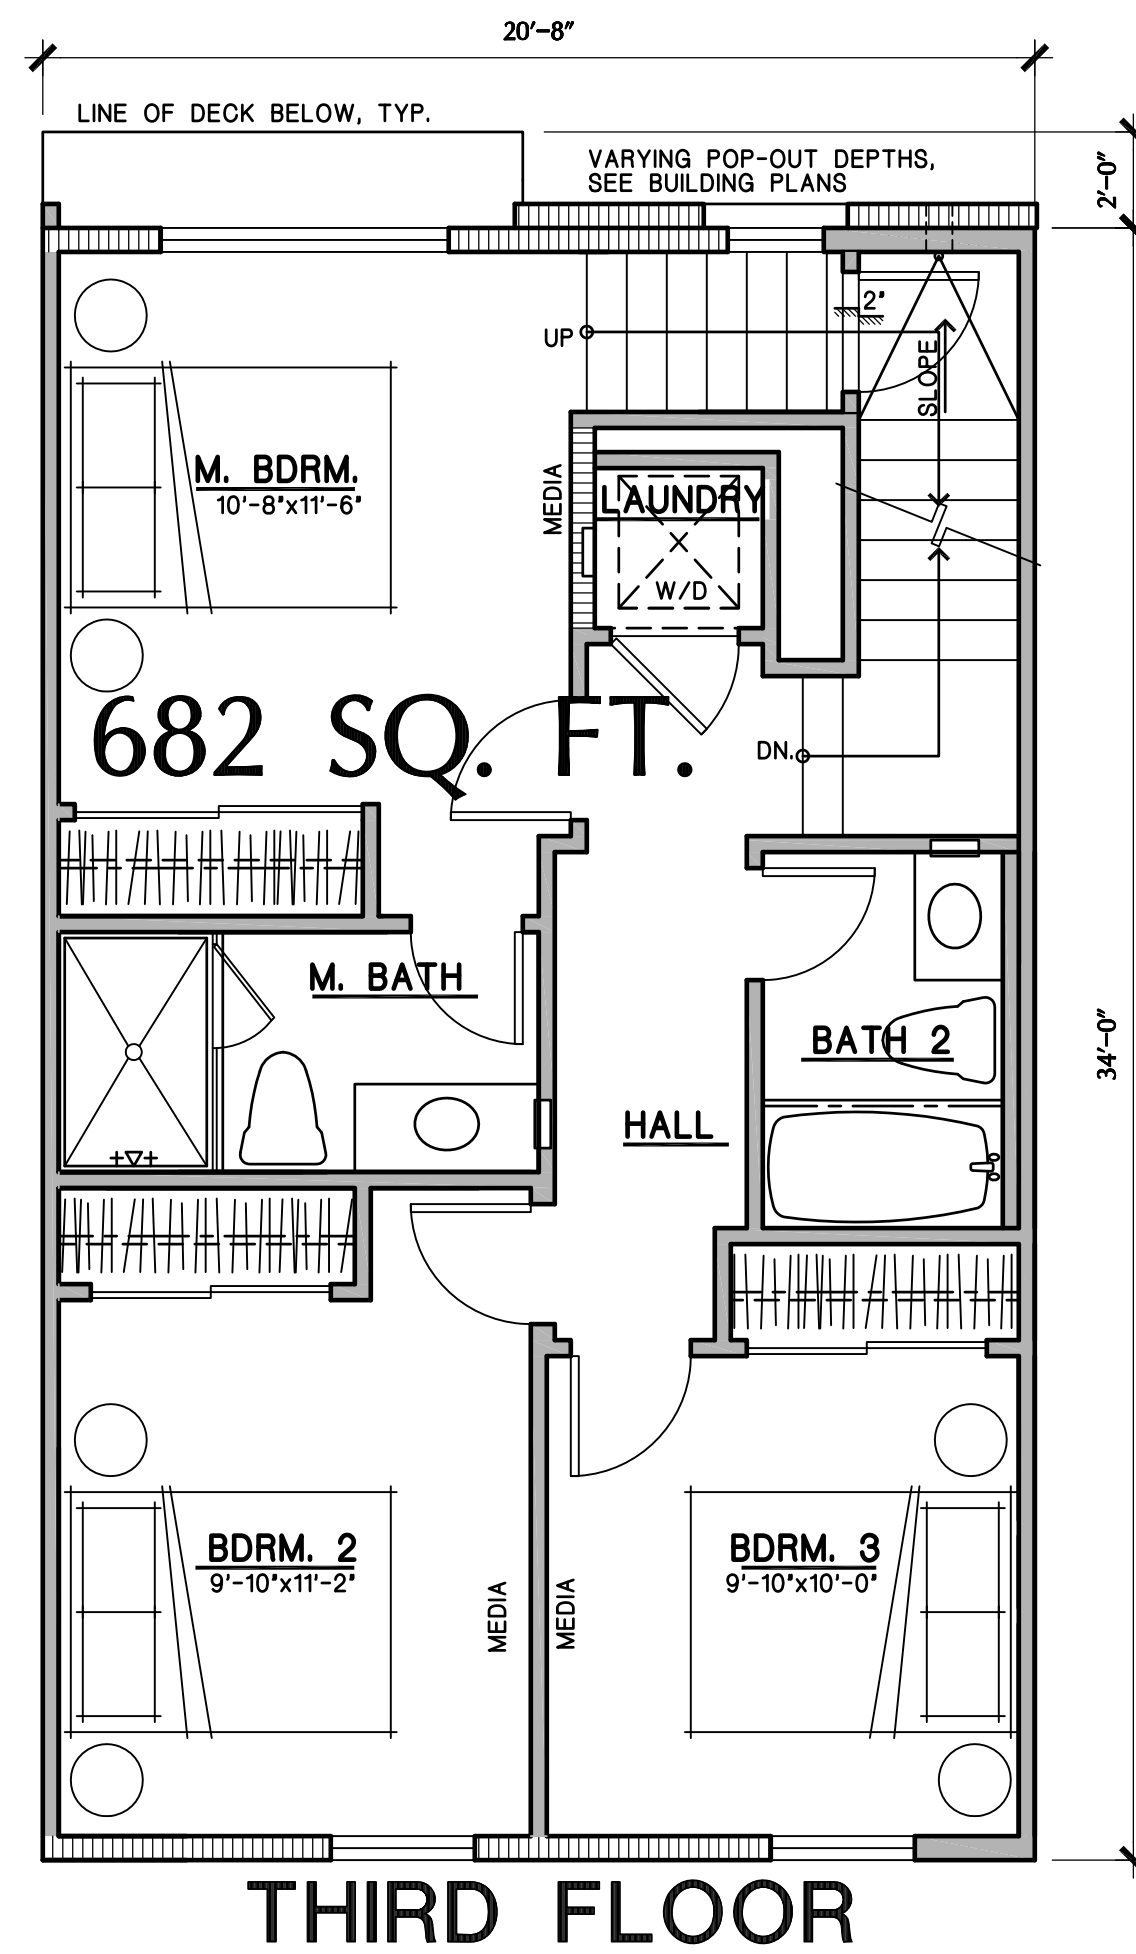 20'-8"
LINE OF DECK BELOW, TYP.
VARYING POP-OUT DEPTHS,
SEE BUILDING PLANS
2'-0"
2"
UP
SLOPE
M. BDRM.
10'-8"x11'-6"
MEDIA
LAUNDRY
W/D
682 SQ. FT.
DN.
M. BATH
BATH 2
34'-0"
HALL
BDRM. 2
9'-10"x11'-2"
BDRM. 3
9'-10"x10'-0"
MEDIA
MEDIA
THIRD FLOOR